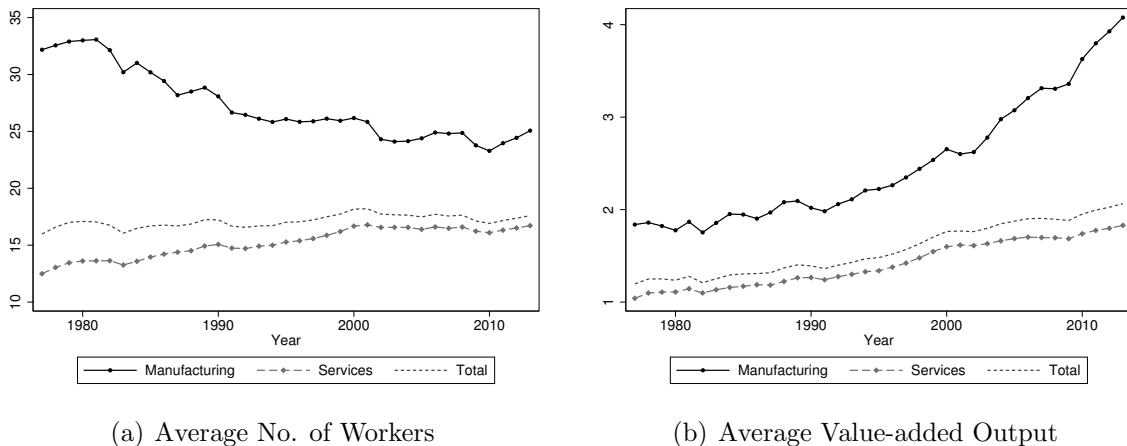 35
30
25
20
15
10
1980 1990 2000 2010
Year
Manufacturing Services Total
(a) Average No. of Workers
4
3
2
1
1980 1990 2000 2010
Year
Manufacturing Services Total
(b) Average Value-added Output